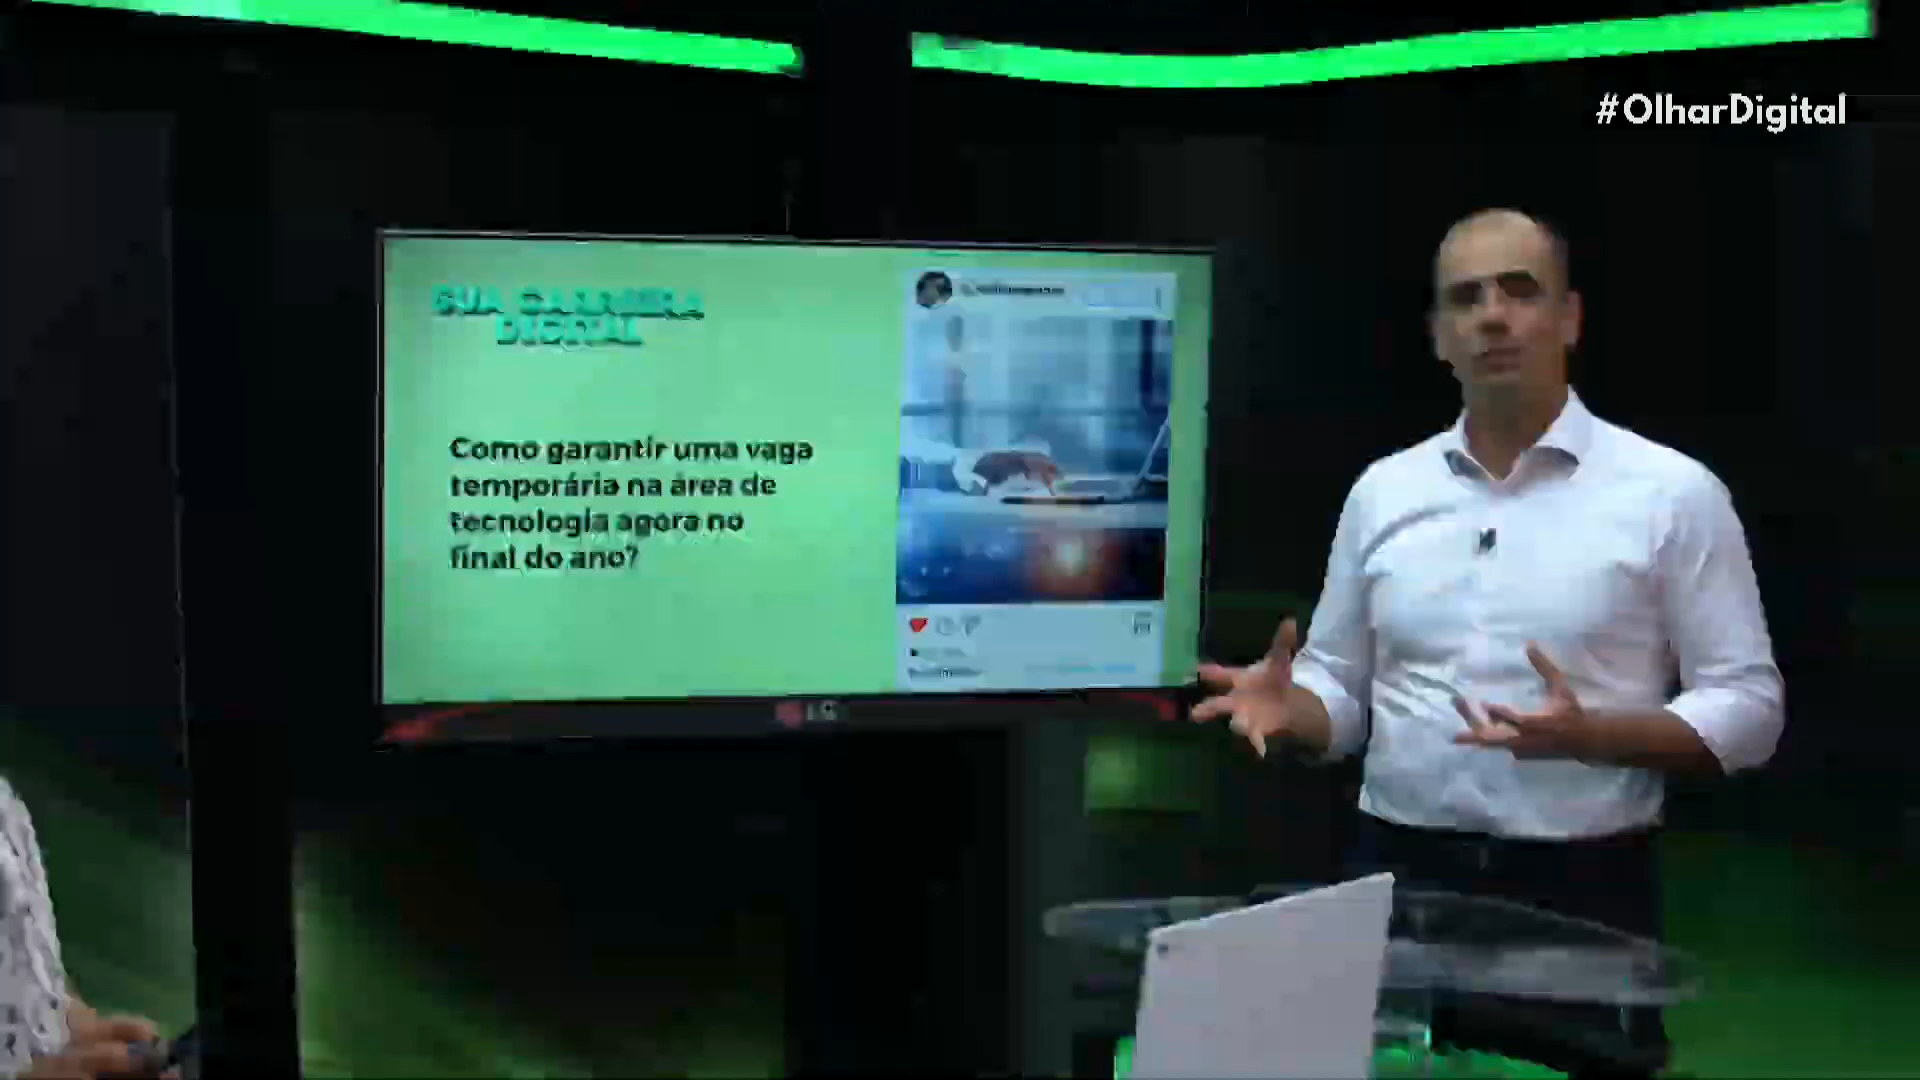 #OlharDigital
SUA CARREIRA
DIGITAL
Como garantir uma vaga
temporária na área de
tecnologia agora no
final do ano?
LG